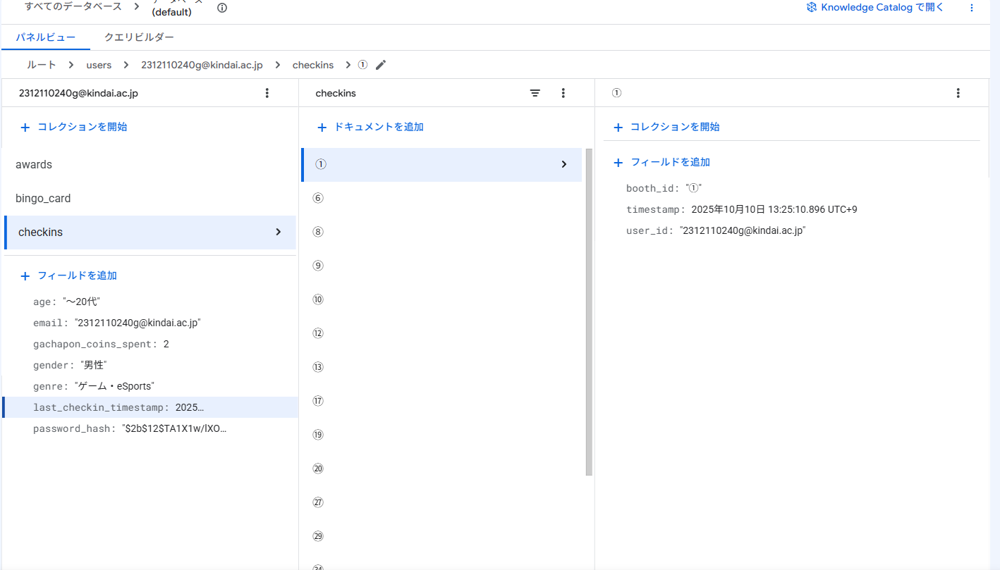 すべてのデータベース
データベース
(default)
Knowledge Catalog で開く
パネルビュー
クエリビルダー
ルート
users
2312110240g@kindai.ac.jp
checkins
①
2312110240g@kindai.ac.jp
コレクションを開始
awards
bingo_card
checkins
フィールドを追加
age: "～20代"
email: "2312110240g@kindai.ac.jp"
gachapon_coins_spent: 2
gender: "男性"
genre: "ゲーム・eSports"
last_checkin_timestamp: 2025…
password_hash: "$2b$12$TA1X1w/lXO…
checkins
ドキュメントを追加
①
⑥
⑧
⑨
⑩
⑫
⑬
⑰
⑲
⑳
㉗
㉙
①
コレクションを開始
フィールドを追加
booth_id: "①"
timestamp: 2025年10月10日 13:25:10.896 UTC+9
user_id: "2312110240g@kindai.ac.jp"